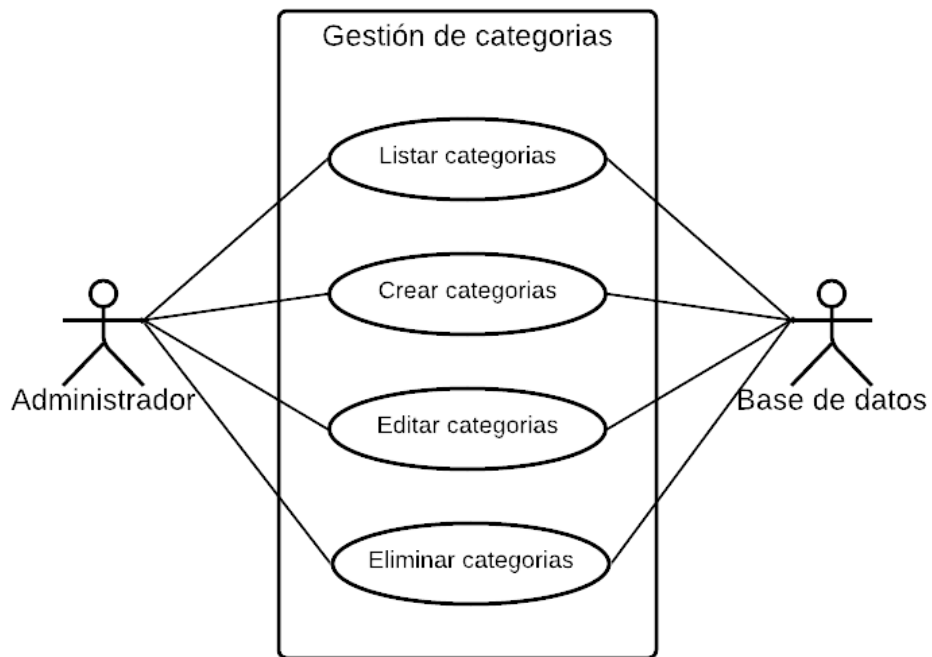 Gestión de categorias
Listar categorias
Crear categorias
Administrador
Base de datos
Editar categorias
Eliminar categorias